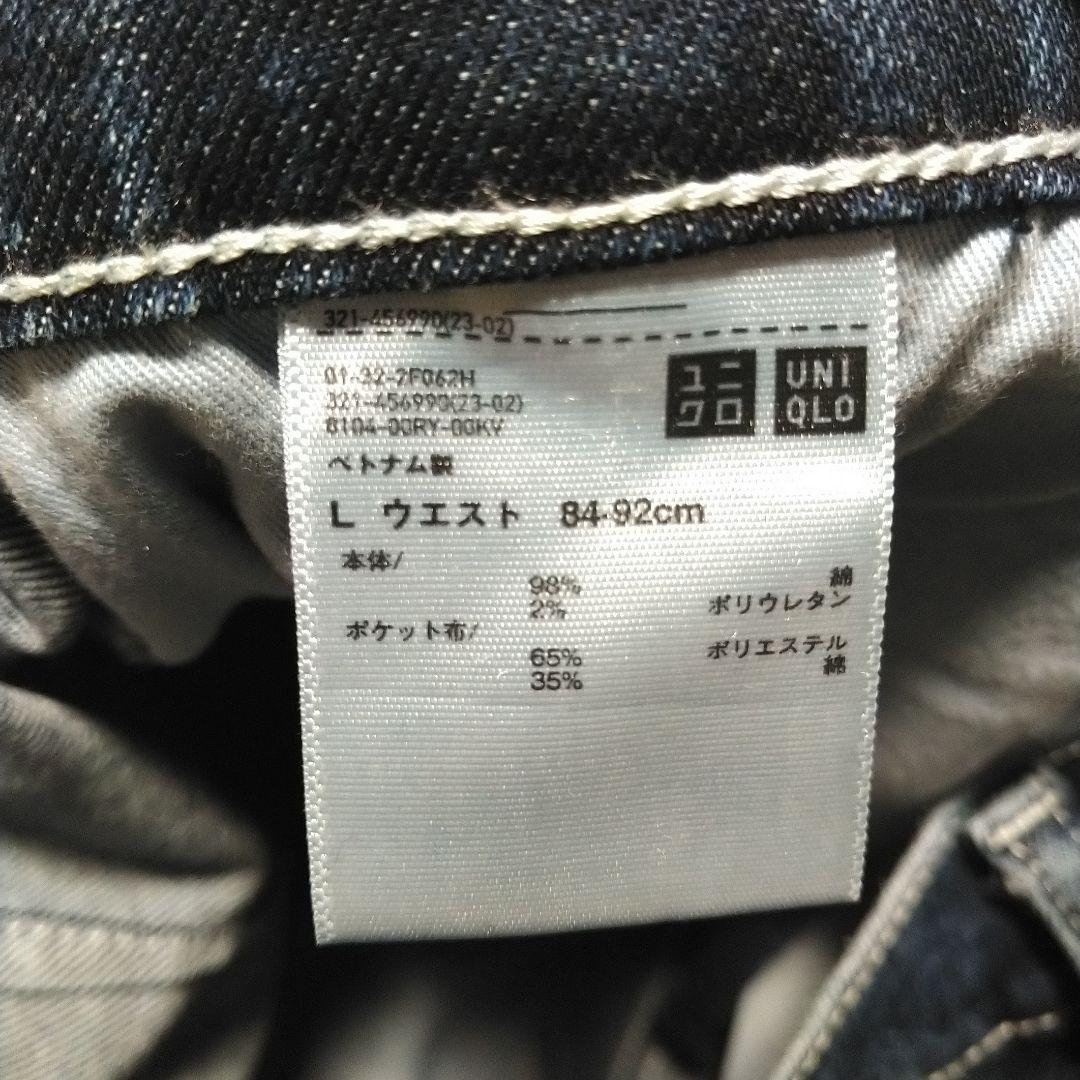 321-456990(23-02)
01-32-2F062H
321-456990(23-02)
8104-00RY-00KV
ユニ
クロ
UNI
QLO
ベトナム製
L ウエスト 84-92cm
本体/
98% 綿
2% ポリウレタン
ポケット布/
65% ポリエステル
35% 綿